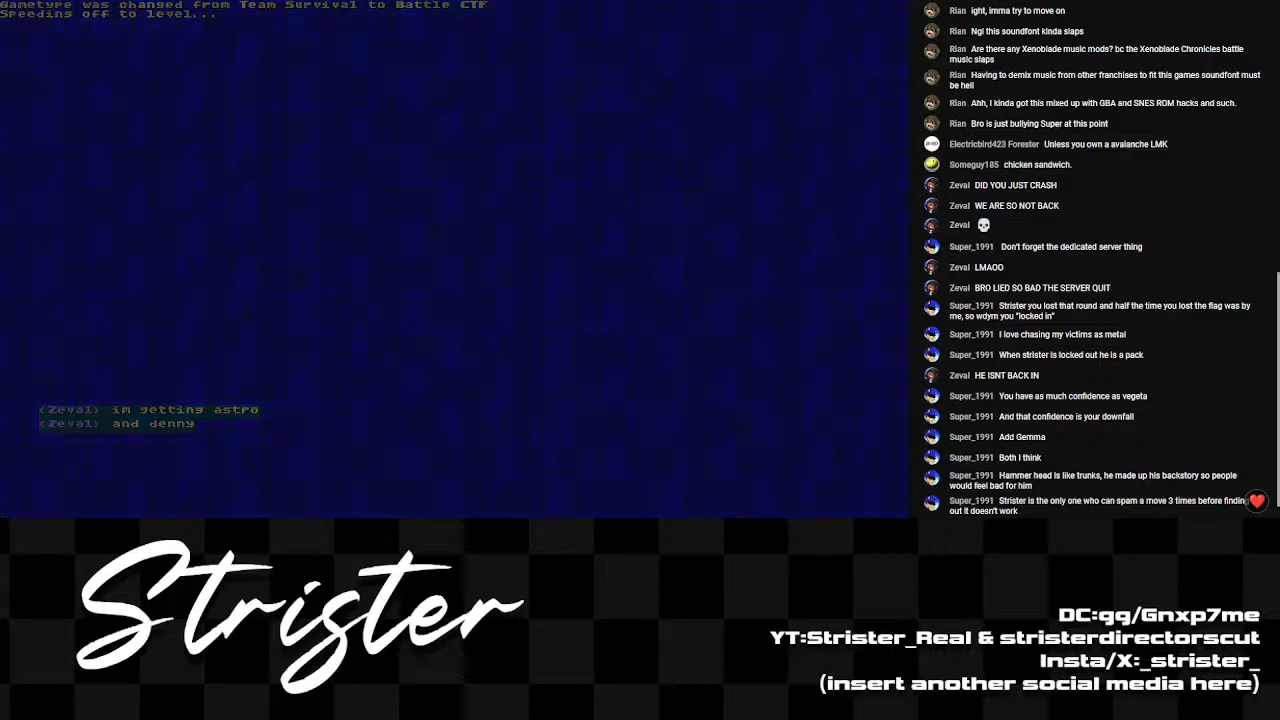 Gametype was changed from Team Survival to Battle CTF
Speeding off to level...
<Zeval> im getting astro
<Zeval> and denny
Rian ight, imma try to move on
Rian Ngl this soundfont kinda slaps
Rian Are there any Xenoblade music mods? bc the Xenoblade Chronicles battle
music slaps
Rian Having to demix music from other franchises to fit this games soundfont must
be hell
Rian Ahh, I kinda got this mixed up with GBA and SNES ROM hacks and such.
Rian Bro is just bullying Super at this point
Electricbird423 Forester Unless you own a avalanche LMK
Someguy185 chicken sandwich.
Zeval DID YOU JUST CRASH
Zeval WE ARE SO NOT BACK
Zeval 💀
Super_1991 Don't forget the dedicated server thing
Zeval LMAOO
Zeval BRO LIED SO BAD THE SERVER QUIT
Super_1991 Strister you lost that round and half the time you lost the flag was by
me, so wdym you "locked in"
Super_1991 I love chasing my victims as metal
Super_1991 When strister is locked out he is a pack
Zeval HE ISNT BACK IN
Super_1991 You have as much confidence as vegeta
Super_1991 And that confidence is your downfall
Super_1991 Add Gemma
Super_1991 Both I think
Super_1991 Hammer head is like trunks, he made up his backstory so people
would feel bad for him
Super_1991 Strister is the only one who can spam a move 3 times before finding
out it doesn't work
Strister
DC:gg/Gnxp7me
YT:Strister_Real & stristerdirectorscut
Insta/X:_strister_
(insert another social media here)